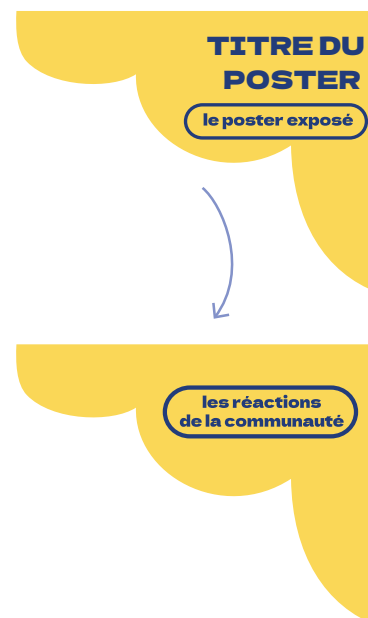 TITRE DU
POSTER
le poster exposé
les réactions
de la communauté